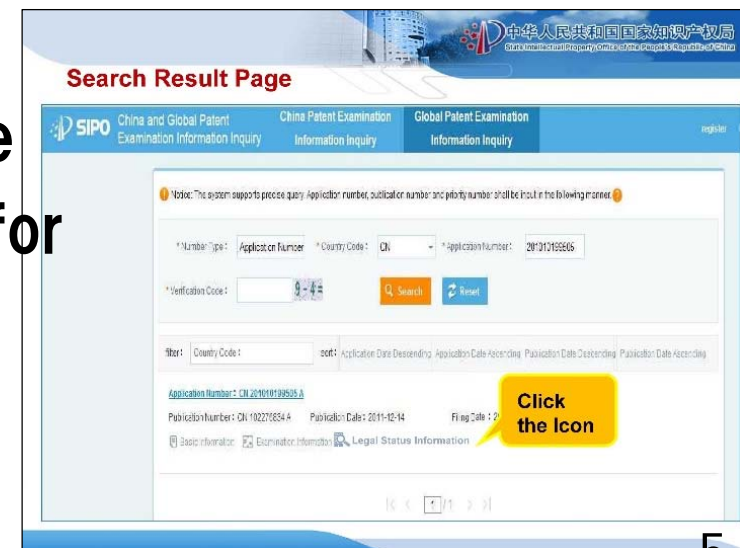 中华人民共和国国家知识产权局
State Intellectual Property Office of the People's Republic of China
Search Result Page
e
for
SIPO
China and Global Patent
Examination Information Inquiry
China Patent Examination
Information Inquiry
Global Patent Examination
Information Inquiry
register
Notice: The system supports precise query. Application number, publication number and priority number shall be input in the following manner.
* Number Type: Application Number * Country Code: CN * Application Number: 201010199505
* Verification Code: 9-4= Search Reset
filter: Country Code: sort: Application Date Descending Application Date Ascending Publication Date Descending Publication Date Ascending
Application Number: CN 201010199505 A
Publication Date: 2011-12-14 Filing Date: 2
Basic Information Examination Information Legal Status Information
Click
the Icon
1 /1
5